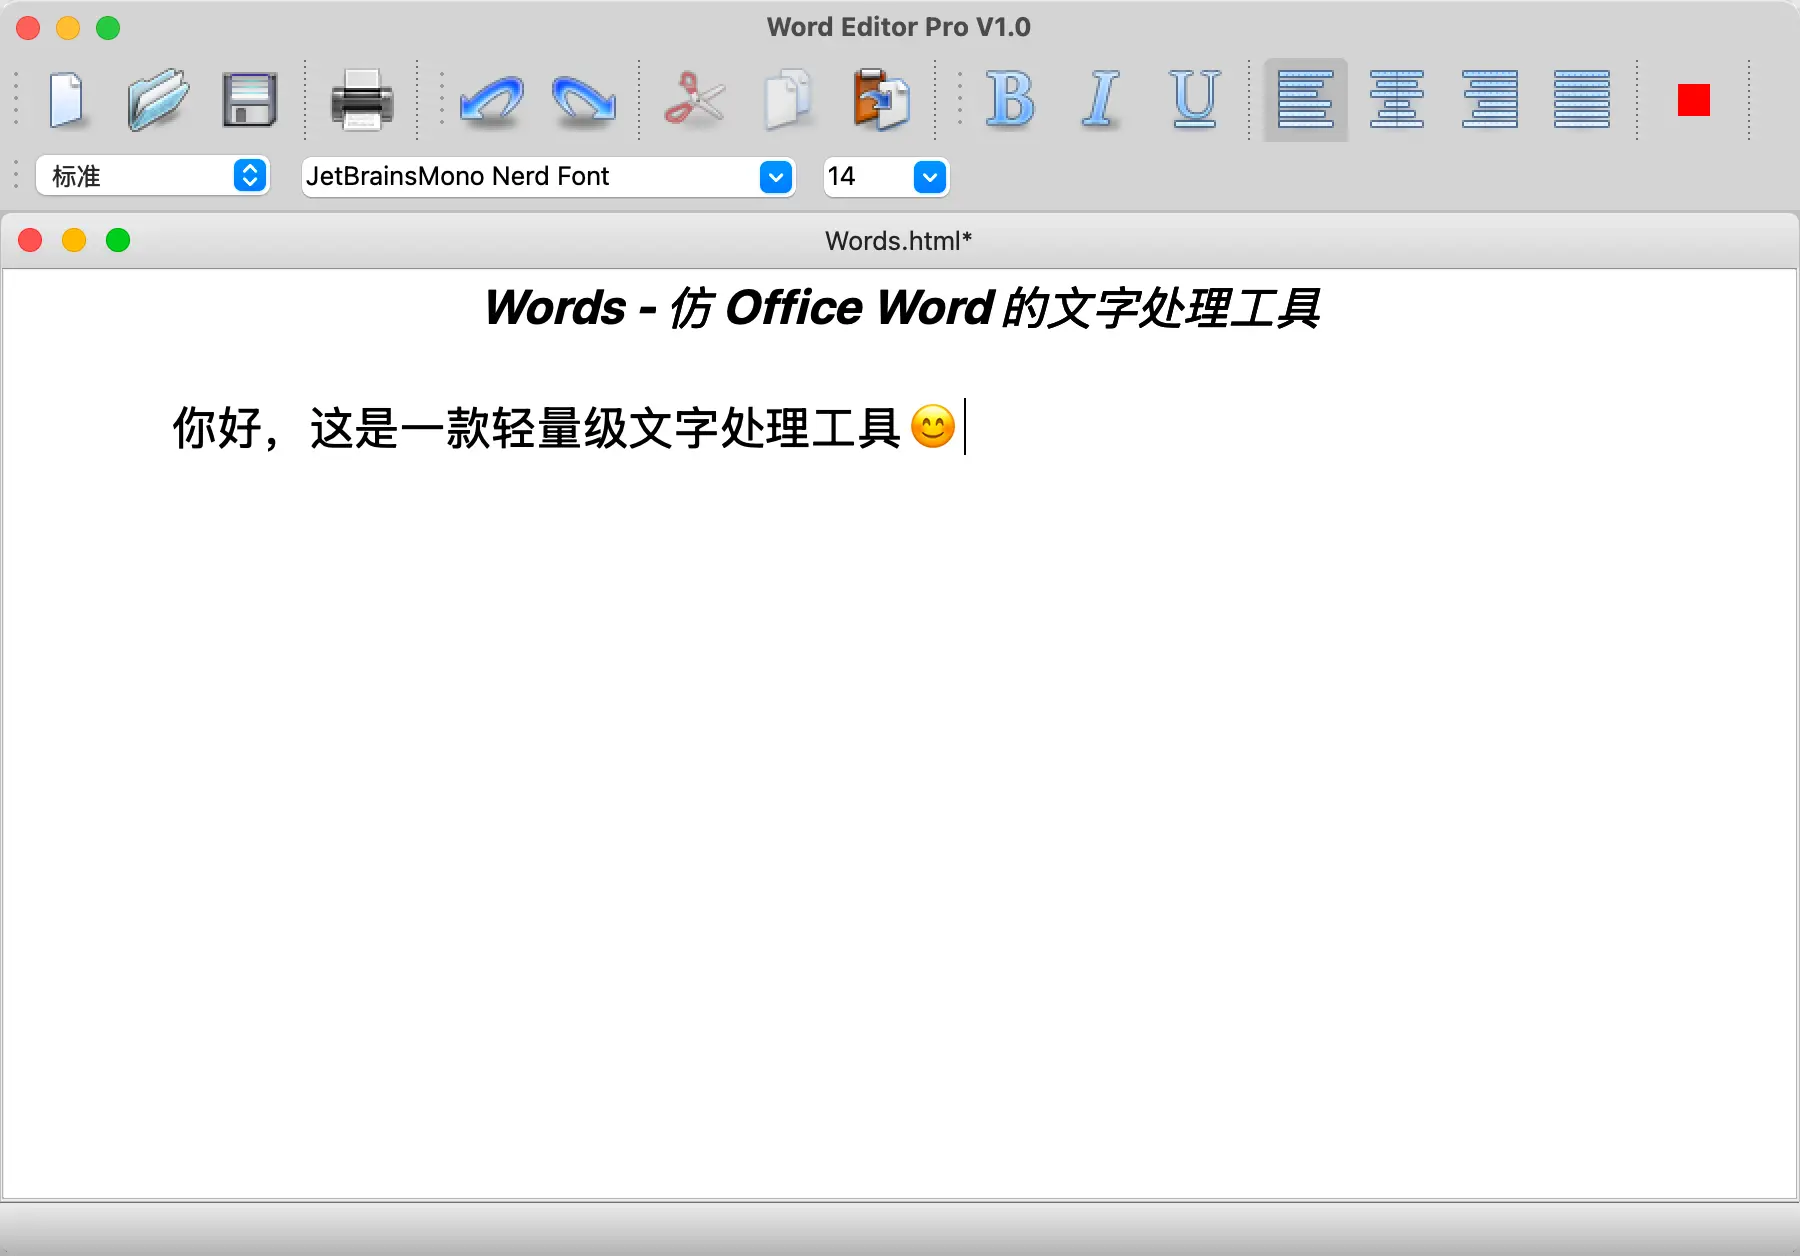 Word Editor Pro V1.0
B I U
标准 JetBrainsMono Nerd Font 14
Words.html*
Words - 仿 Office Word 的文字处理工具
你好，这是一款轻量级文字处理工具😊